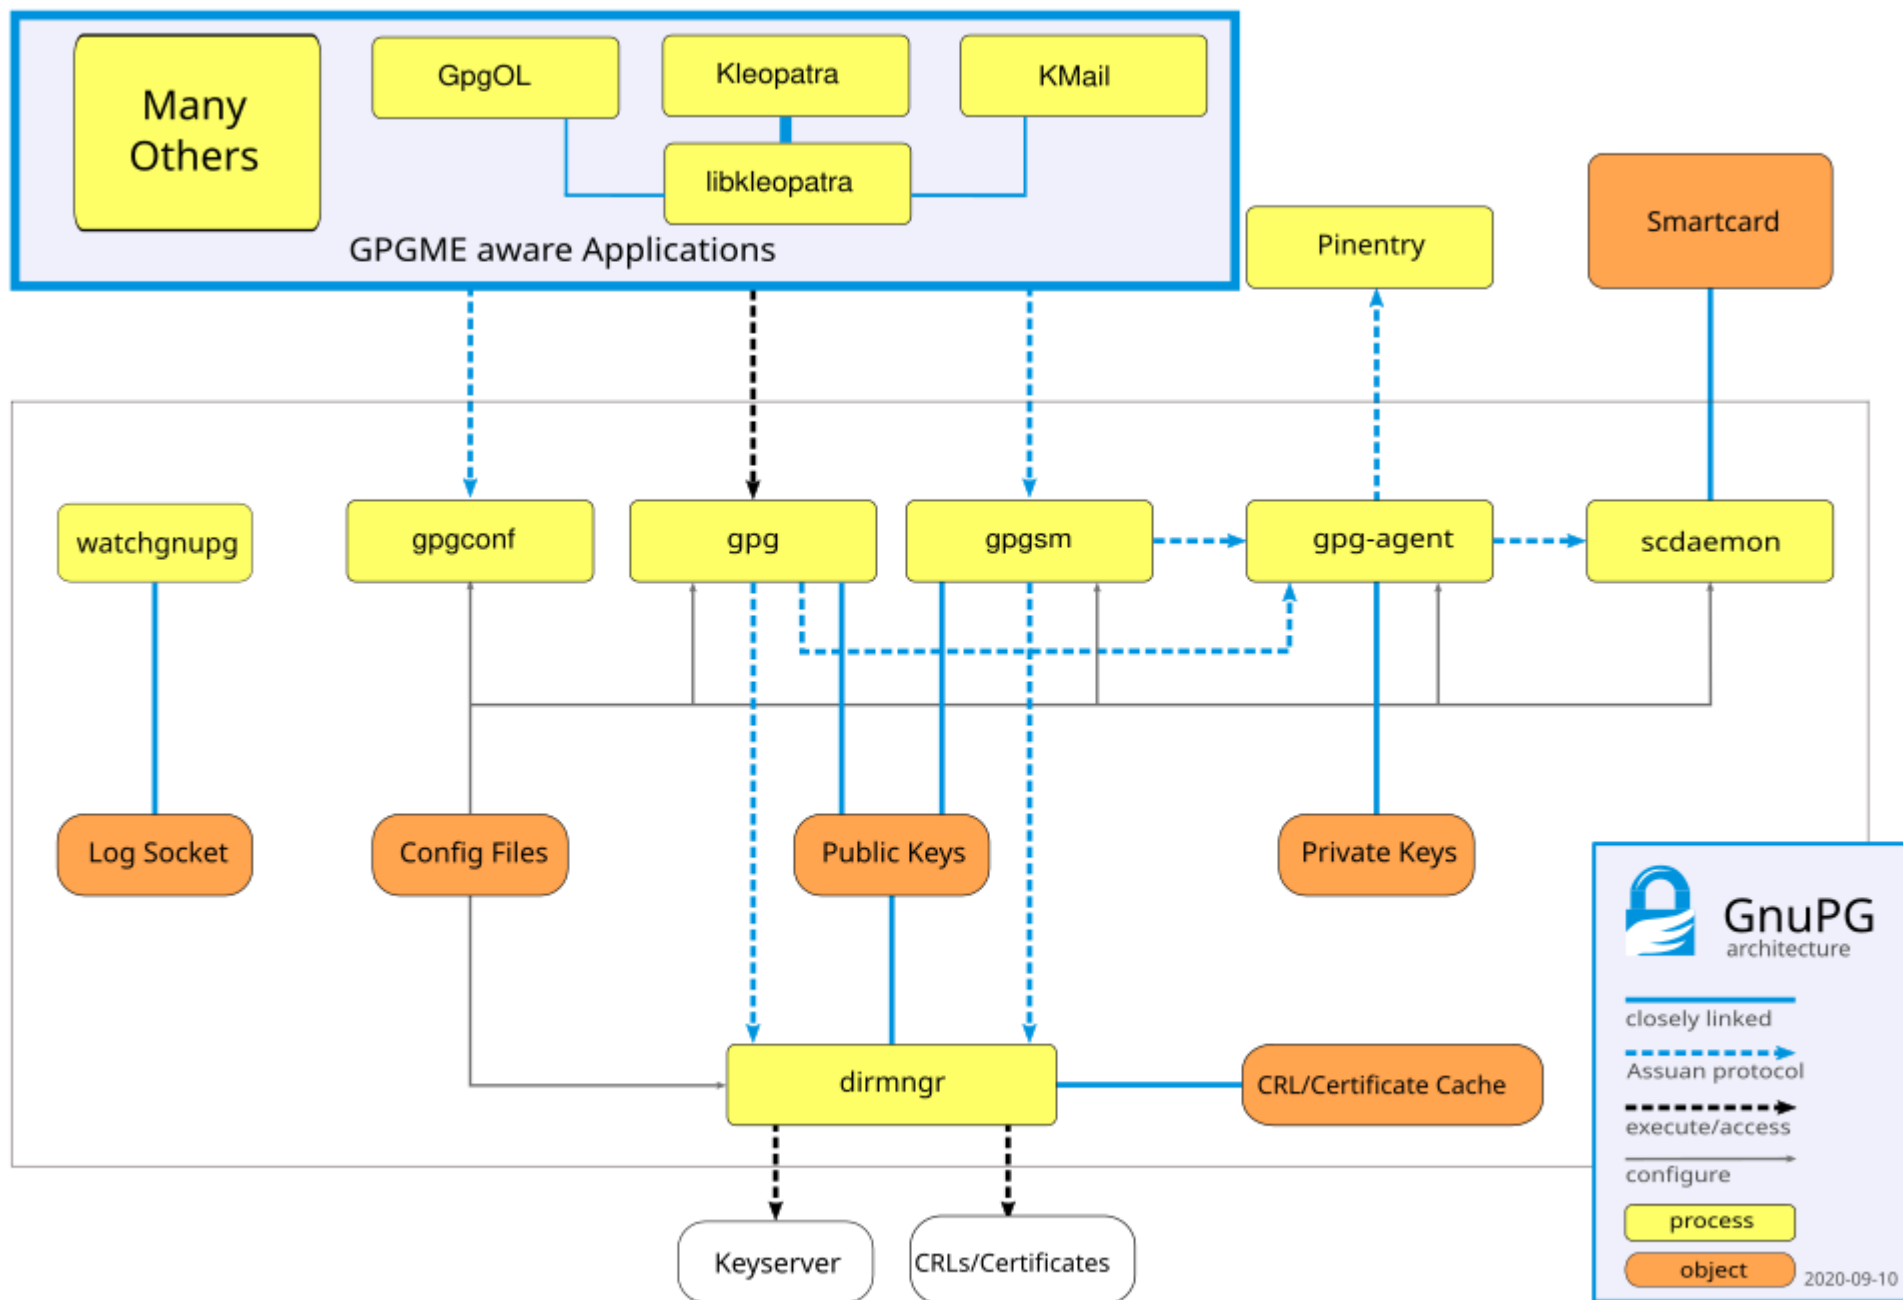 Many
Others
GpgOL
Kleopatra
KMail
libkleopatra
GPGME aware Applications
Pinentry
Smartcard
watchgnupg
gpgconf
gpg
gpgsm
gpg-agent
scdaemon
Log Socket
Config Files
Public Keys
Private Keys
dirmngr
CRL/Certificate Cache
Keyserver
CRLs/Certificates
GnuPG
architecture
closely linked
Assuan protocol
execute/access
configure
process
object
2020-09-10